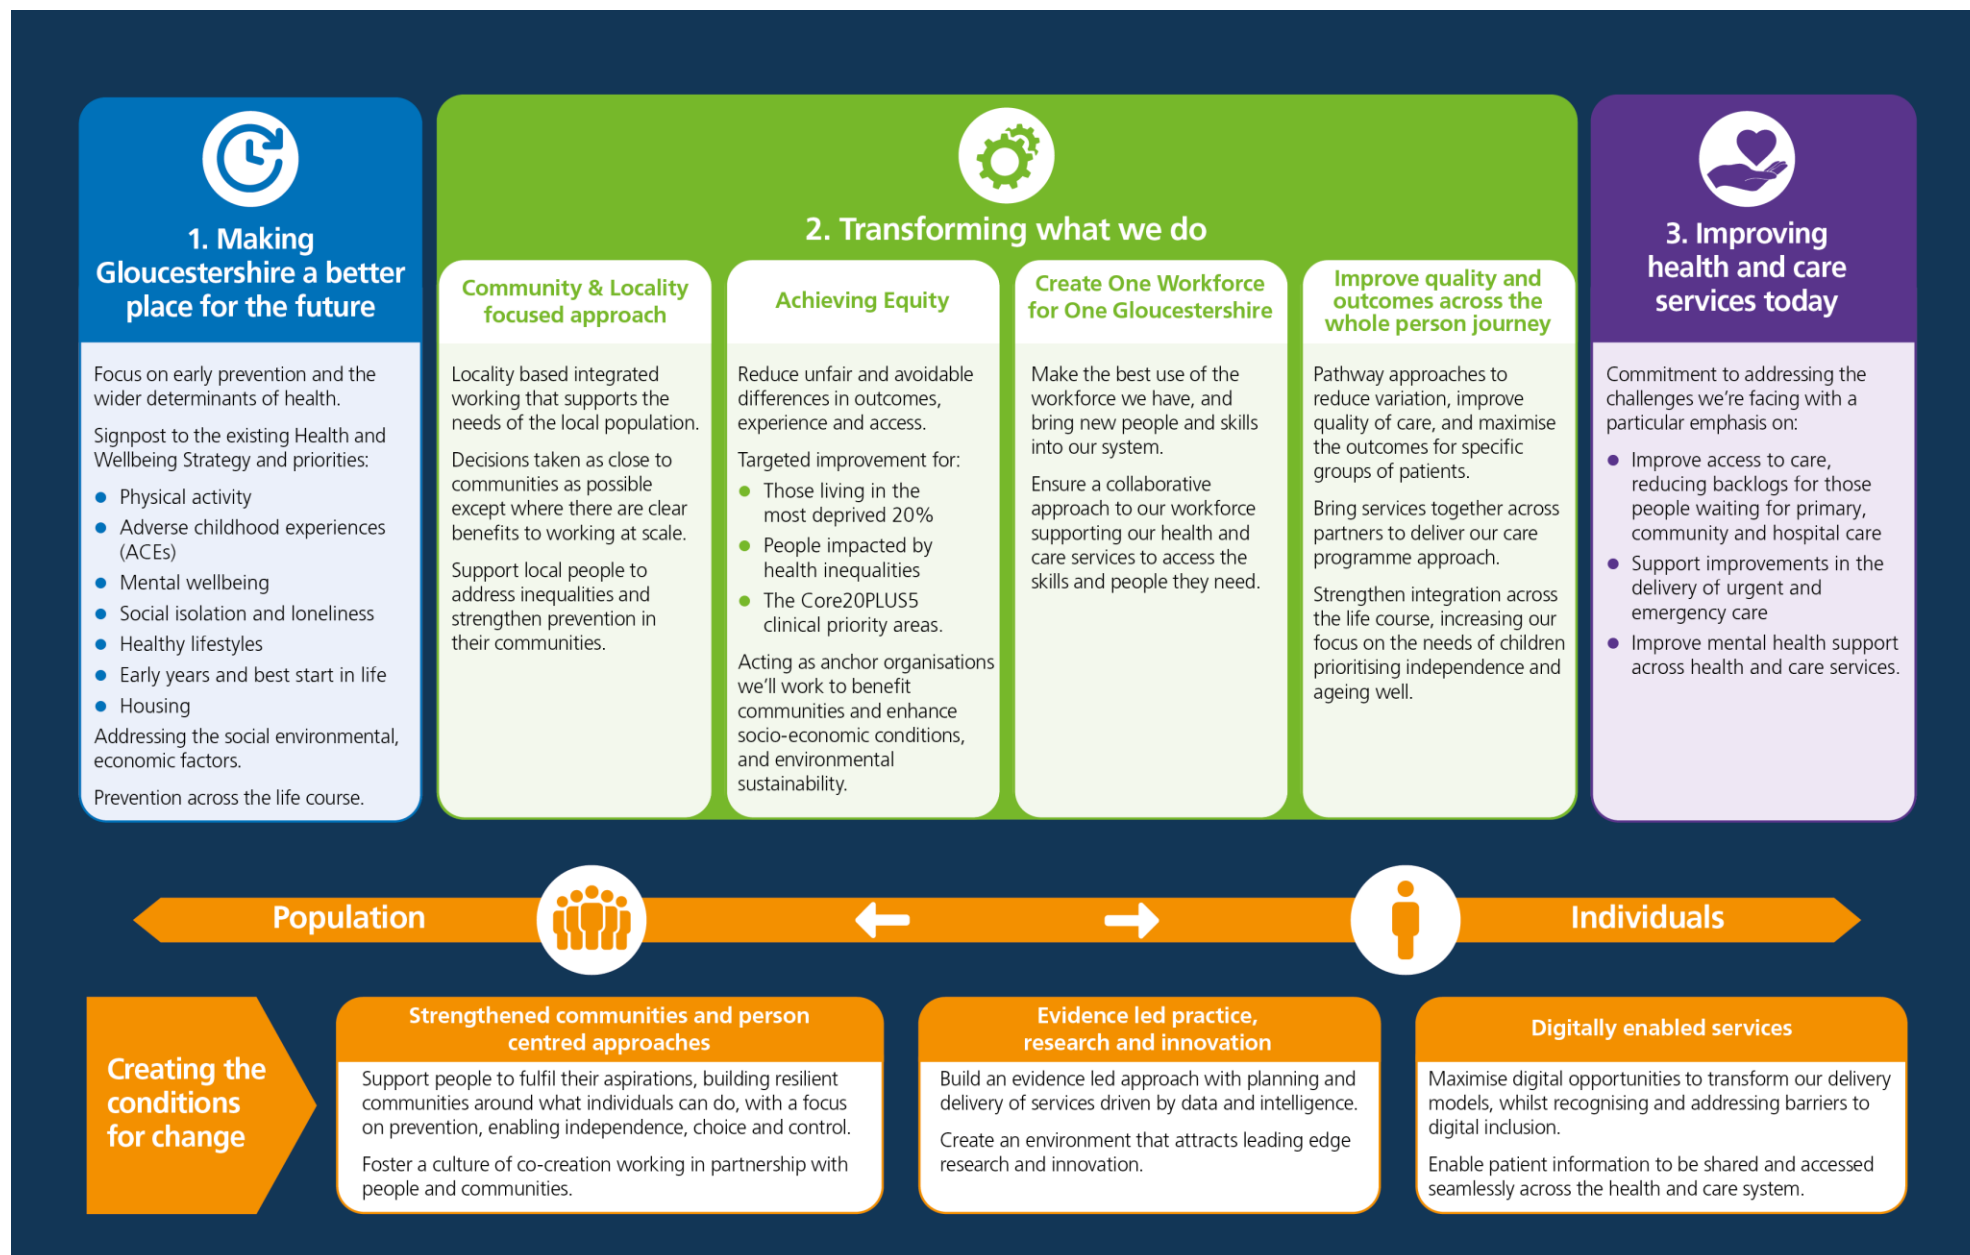 1. Making
Gloucestershire a better
place for the future
Focus on early prevention and the
wider determinants of health.
Signpost to the existing Health and
Wellbeing Strategy and priorities:
● Physical activity
● Adverse childhood experiences
(ACEs)
● Mental wellbeing
● Social isolation and loneliness
● Healthy lifestyles
● Early years and best start in life
● Housing
Addressing the social environmental,
economic factors.
Prevention across the life course.
2. Transforming what we do
Community & Locality
focused approach
Locality based integrated
working that supports the
needs of the local population.
Decisions taken as close to
communities as possible
except where there are clear
benefits to working at scale.
Support local people to
address inequalities and
strengthen prevention in
their communities.
Achieving Equity
Reduce unfair and avoidable
differences in outcomes,
experience and access.
Targeted improvement for:
● Those living in the
most deprived 20%
● People impacted by
health inequalities
● The Core20PLUS5
clinical priority areas.
Acting as anchor organisations
we'll work to benefit
communities and enhance
socio-economic conditions,
and environmental
sustainability.
Create One Workforce
for One Gloucestershire
Make the best use of the
workforce we have, and
bring new people and skills
into our system.
Ensure a collaborative
approach to our workforce
supporting our health and
care services to access the
skills and people they need.
Improve quality and
outcomes across the
whole person journey
Pathway approaches to
reduce variation, improve
quality of care, and maximise
the outcomes for specific
groups of patients.
Bring services together across
partners to deliver our care
programme approach.
Strengthen integration across
the life course, increasing our
focus on the needs of children
prioritising independence and
ageing well.
3. Improving
health and care
services today
Commitment to addressing the
challenges we're facing with a
particular emphasis on:
● Improve access to care,
reducing backlogs for those
people waiting for primary,
community and hospital care
● Support improvements in the
delivery of urgent and
emergency care
● Improve mental health support
across health and care services.
Population
Individuals
Creating the
conditions
for change
Strengthened communities and person
centred approaches
Support people to fulfil their aspirations, building resilient
communities around what individuals can do, with a focus
on prevention, enabling independence, choice and control.
Foster a culture of co-creation working in partnership with
people and communities.
Evidence led practice,
research and innovation
Build an evidence led approach with planning and
delivery of services driven by data and intelligence.
Create an environment that attracts leading edge
research and innovation.
Digitally enabled services
Maximise digital opportunities to transform our delivery
models, whilst recognising and addressing barriers to
digital inclusion.
Enable patient information to be shared and accessed
seamlessly across the health and care system.